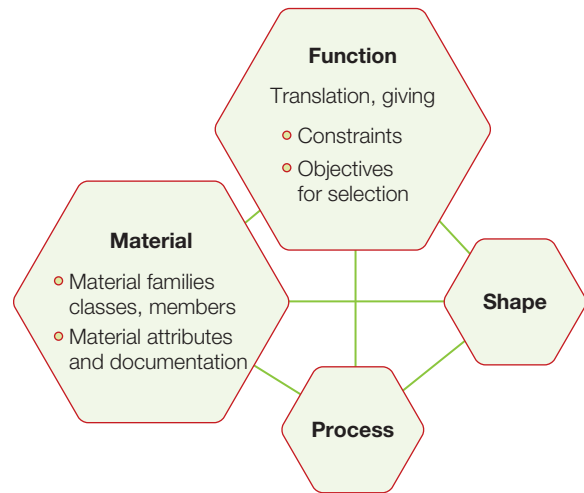 Function
Translation, giving
Constraints
Objectives
for selection
Material
Material families
classes, members
Material attributes
and documentation
Shape
Process